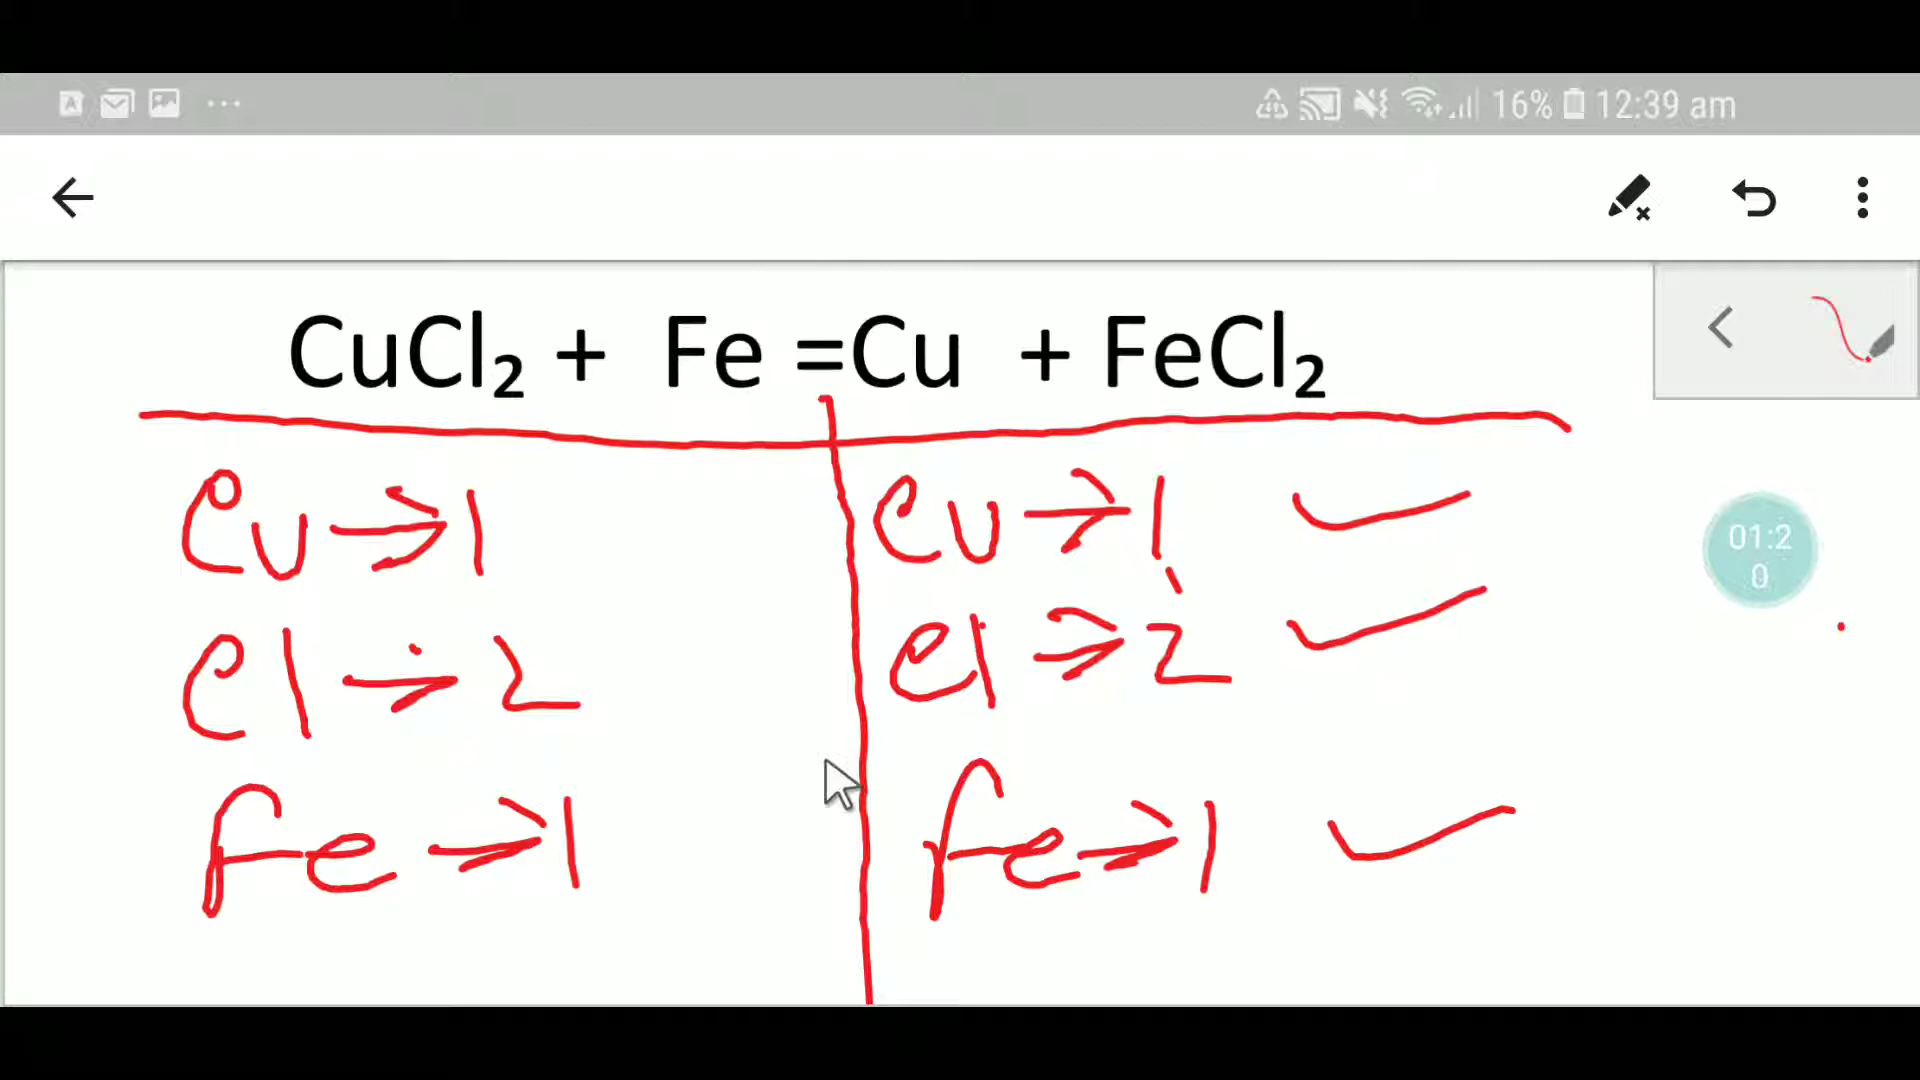 16% 12:39 am
CuCl₂ + Fe =Cu + FeCl₂
Cu→1 Cu→1 ✓
Cl→2 Cl→2 ✓
01:2
0
Fe→1 Fe→1 ✓